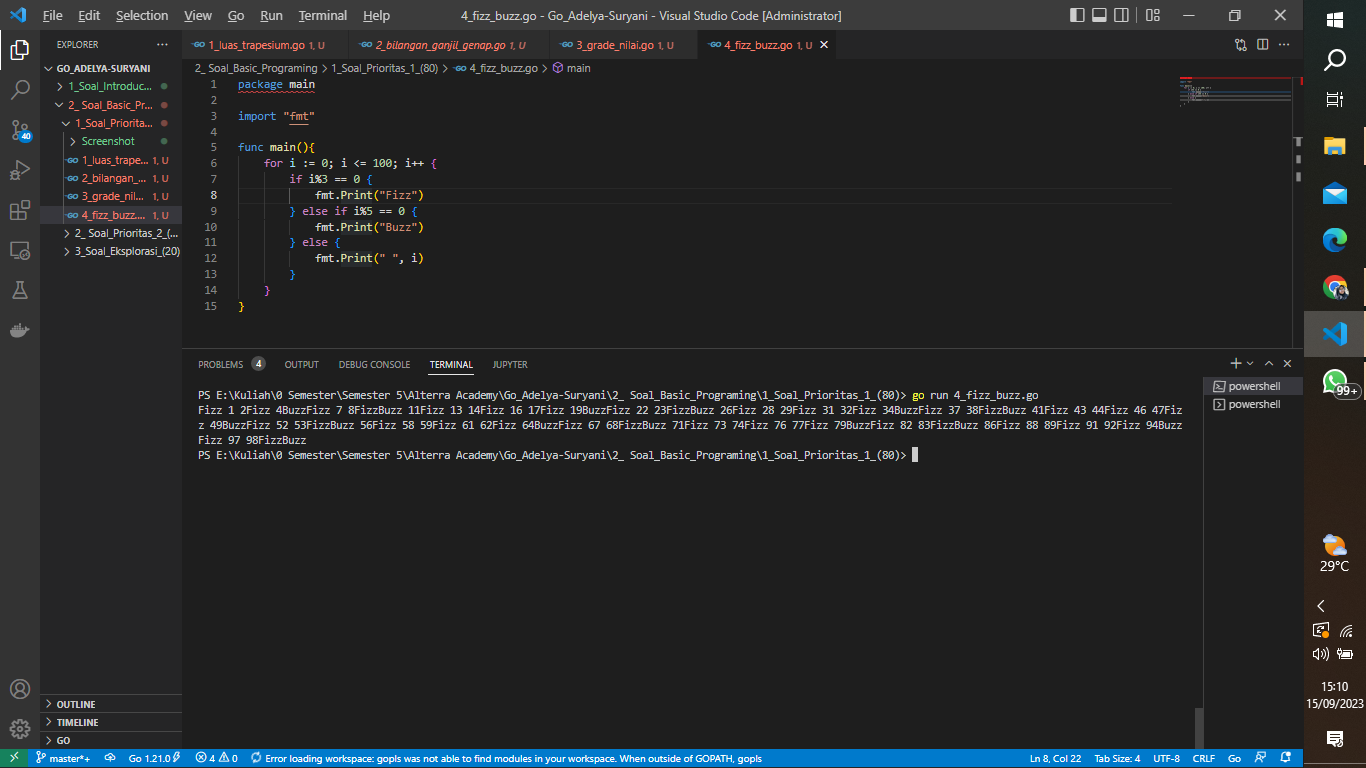 File Edit Selection View Go Run Terminal Help 4_fizz_buzz.go - Go_Adelya-Suryani - Visual Studio Code [Administrator]
EXPLORER ...
GO_ADELYA-SURYANI
1_Soal_Introduc...
2_ Soal_Basic_Pr...
1_Soal_Priorita...
Screenshot
1_luas_trape... 1, U
2_bilangan_... 1, U
3_grade_nil... 1, U
4_fizz_buzz.... 1, U
2_ Soal_Prioritas_2_(...
3_Soal_Eksplorasi_(20)
OUTLINE
TIMELINE
GO
40
1_luas_trapesium.go 1, U 2_bilangan_ganjil_genap.go 1, U 3_grade_nilai.go 1, U 4_fizz_buzz.go 1, U
2_ Soal_Basic_Programing > 1_Soal_Prioritas_1_(80) > 4_fizz_buzz.go > main
1 package main
2
3 import "fmt"
4
5 func main(){
6 for i := 0; i <= 100; i++ {
7 if i%3 == 0 {
8 fmt.Print("Fizz")
9 } else if i%5 == 0 {
10 fmt.Print("Buzz")
11 } else {
12 fmt.Print(" ", i)
13 }
14 }
15 }
PROBLEMS 4 OUTPUT DEBUG CONSOLE TERMINAL JUPYTER
PS E:\Kuliah\0 Semester\Semester 5\Alterra Academy\Go_Adelya-Suryani\2_ Soal_Basic_Programing\1_Soal_Prioritas_1_(80)> go run 4_fizz_buzz.go
Fizz 1 2Fizz 4BuzzFizz 7 8FizzBuzz 11Fizz 13 14Fizz 16 17Fizz 19BuzzFizz 22 23FizzBuzz 26Fizz 28 29Fizz 31 32Fizz 34BuzzFizz 37 38FizzBuzz 41Fizz 43 44Fizz 46 47Fiz
z 49BuzzFizz 52 53FizzBuzz 56Fizz 58 59Fizz 61 62Fizz 64BuzzFizz 67 68FizzBuzz 71Fizz 73 74Fizz 76 77Fizz 79BuzzFizz 82 83FizzBuzz 86Fizz 88 89Fizz 91 92Fizz 94Buzz
Fizz 97 98FizzBuzz
PS E:\Kuliah\0 Semester\Semester 5\Alterra Academy\Go_Adelya-Suryani\2_ Soal_Basic_Programing\1_Soal_Prioritas_1_(80)>
powershell
powershell
master*+ Go 1.21.0 4 0 Error loading workspace: gopls was not able to find modules in your workspace. When outside of GOPATH, gopls Ln 8, Col 22 Tab Size: 4 UTF-8 CRLF Go
99+
29°C
15:10
15/09/2023